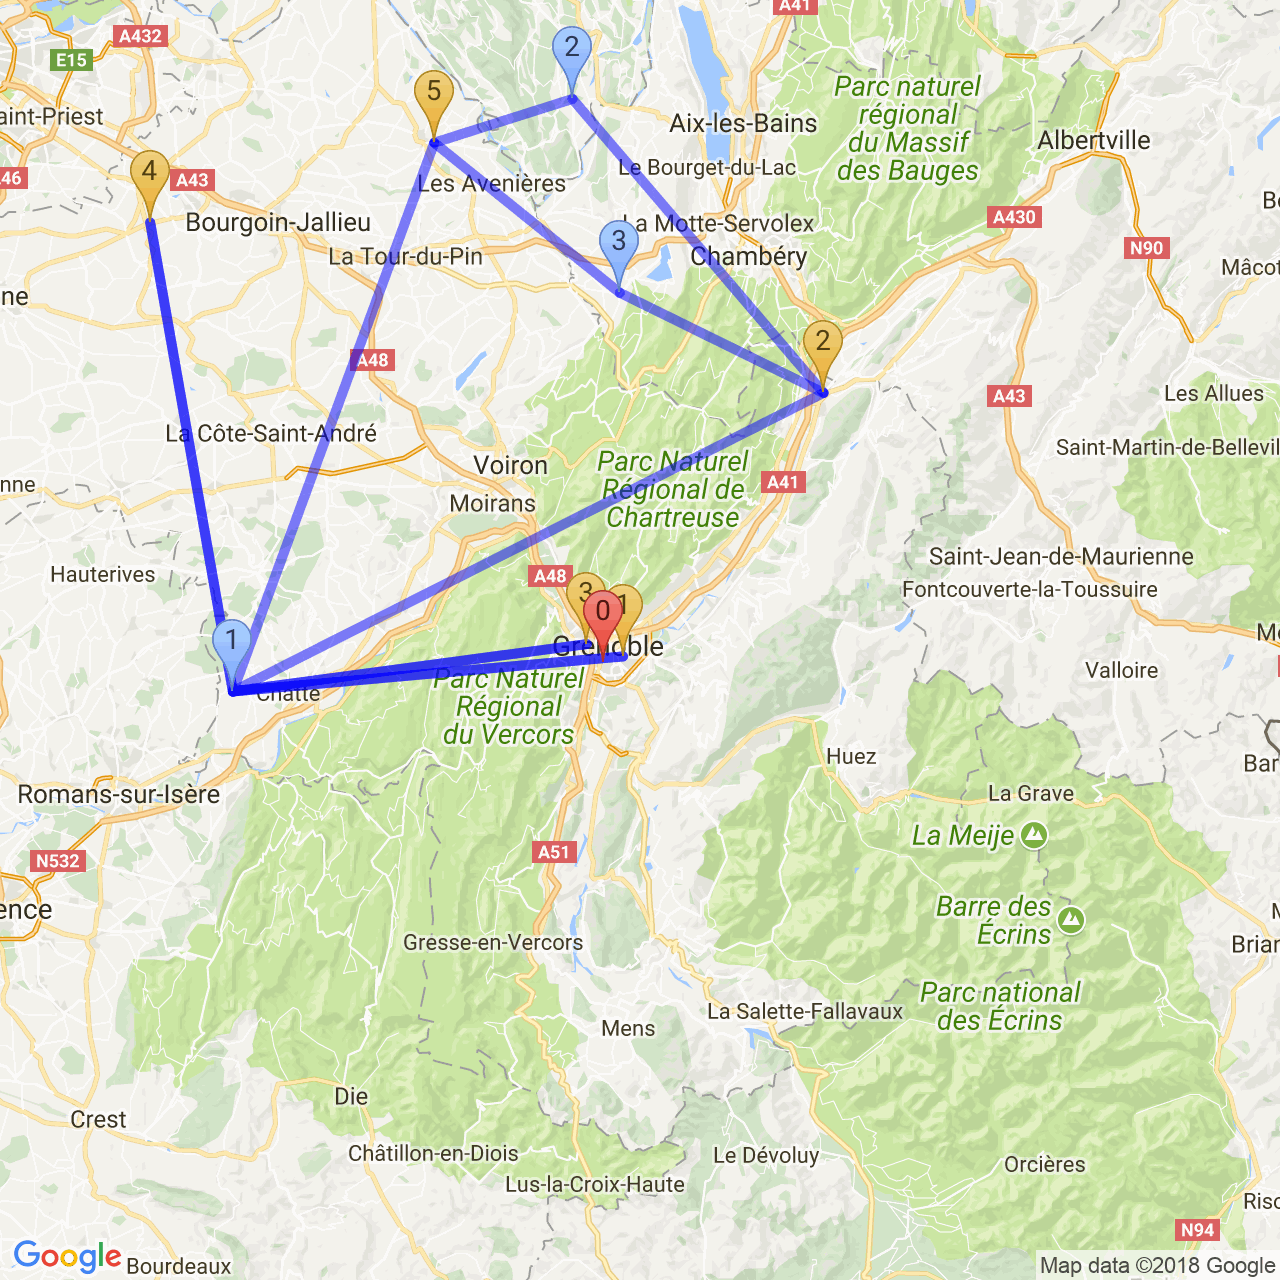 A41
A432
E15
2
Parc naturel
régional
du Massif
des Bauges
5
aint-Priest
Aix-les-Bains
Albertville
Le Bourget-du-Lac
4
A46
A43
Les Avenières
Bourgoin-Jallieu
La Motte-Servolex
A430
3
N90
La Tour-du-Pin
Chambéry
Mâcot
ne
2
A48
Les Allues
A43
La Côte-Saint-André
Saint-Martin-de-Bellevil
Voiron
Parc Naturel
Régional de
Chartreuse
A41
nne
Moirans
Saint-Jean-de-Maurienne
Hauterives
A48
Fontcouverte-la-Toussuire
3
1
0
1
Grenoble
Valloire
Chatte
Parc Naturel
Régional
du Vercors
Huez
Bar
Romans-sur-Isère
La Grave
La Meije
A51
N532
ence
Barre des
Écrins
Gresse-en-Vercors
Brian
Parc national
des Écrins
La Salette-Fallavaux
Mens
Die
Crest
Châtillon-en-Diois
Le Dévoluy
Orcières
Lus-la-Croix-Haute
Risc
N94
Google
Bourdeaux
Map data ©2018 Google